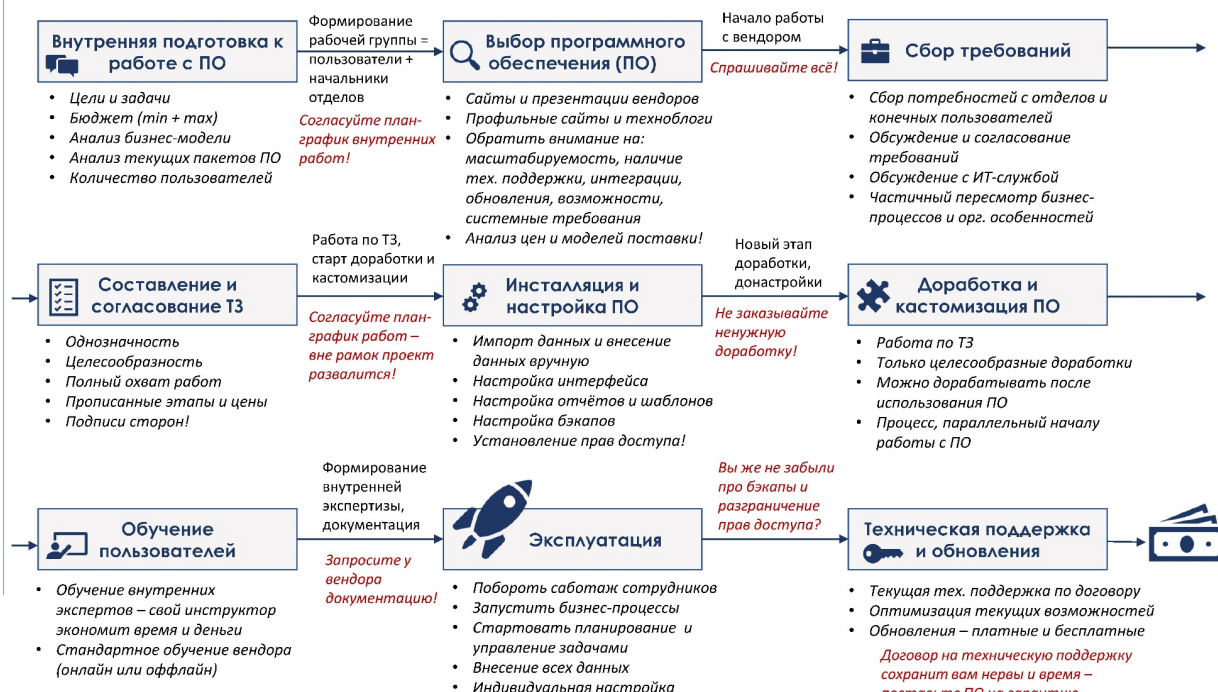 Внутренняя подготовка к
работе с ПО
• Цели и задачи
• Бюджет (min + max)
• Анализ бизнес-модели
• Анализ текущих пакетов ПО
• Количество пользователей
Формирование
рабочей группы =
пользователи +
начальники
отделов
Согласуйте план-
график внутренних
работ!
Выбор программного
обеспечения (ПО)
• Сайты и презентации вендоров
• Профильные сайты и техноблоги
• Обратить внимание на:
масштабируемость, наличие
тех. поддержки, интеграции,
обновления, возможности,
системные требования
• Анализ цен и моделей поставки!
Начало работы
с вендором
Спрашивайте всё!
Сбор требований
• Сбор потребностей с отделов и
конечных пользователей
• Обсуждение и согласование
требований
• Обсуждение с ИТ-службой
• Частичный пересмотр бизнес-
процессов и орг. особенностей
Составление и
согласование ТЗ
• Однозначность
• Целесообразность
• Полный охват работ
• Прописанные этапы и цены
• Подписи сторон!
Работа по ТЗ,
старт доработки и
кастомизации
Согласуйте план-
график работ –
вне рамок проект
развалится!
Инсталляция и
настройка ПО
• Импорт данных и внесение
данных вручную
• Настройка интерфейса
• Настройка отчётов и шаблонов
• Настройка бэкапов
• Установление прав доступа!
Новый этап
доработки,
донастройки
Не заказывайте
ненужную
доработку!
Доработка и
кастомизация ПО
• Работа по ТЗ
• Только целесообразные доработки
• Можно дорабатывать после
использования ПО
• Процесс, параллельный началу
работы с ПО
Обучение
пользователей
• Обучение внутренних
экспертов – свой инструктор
экономит время и деньги
• Стандартное обучение вендора
(онлайн или оффлайн)
Формирование
внутренней
экспертизы,
документация
Запросите у
вендора
документацию!
Эксплуатация
• Побороть саботаж сотрудников
• Запустить бизнес-процессы
• Стартовать планирование и
управление задачами
• Внесение всех данных
• Индивидуальная настройка
Вы же не забыли
про бэкапы и
разграничение
прав доступа?
Техническая поддержка
и обновления
• Текущая тех. поддержка по договору
• Оптимизация текущих возможностей
• Обновления – платные и бесплатные
Договор на техническую поддержку
сохранит вам нервы и время –